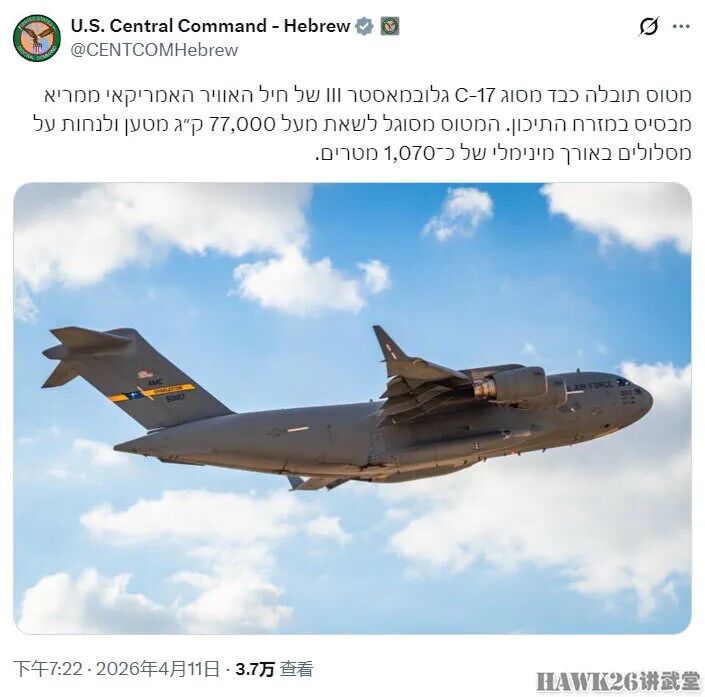 U.S. Central Command - Hebrew
@CENTCOMHebrew
מטוס תובלה כבד מסוג C-17 גלובמאסטר III של חיל האוויר האמריקאי ממריא
מבסיס במזרח התיכון. המטוס מסוגל לשאת מעל 77,000 ק״ג מטען ולנחות על
מסלולים באורך מינימלי של כ־1,070 מטרים.
AMC
CHARLESTON
50107
U.S. AIR FORCE
下午7:22 · 2026年4月11日 · 3.7万 查看
HAWK26讲武堂